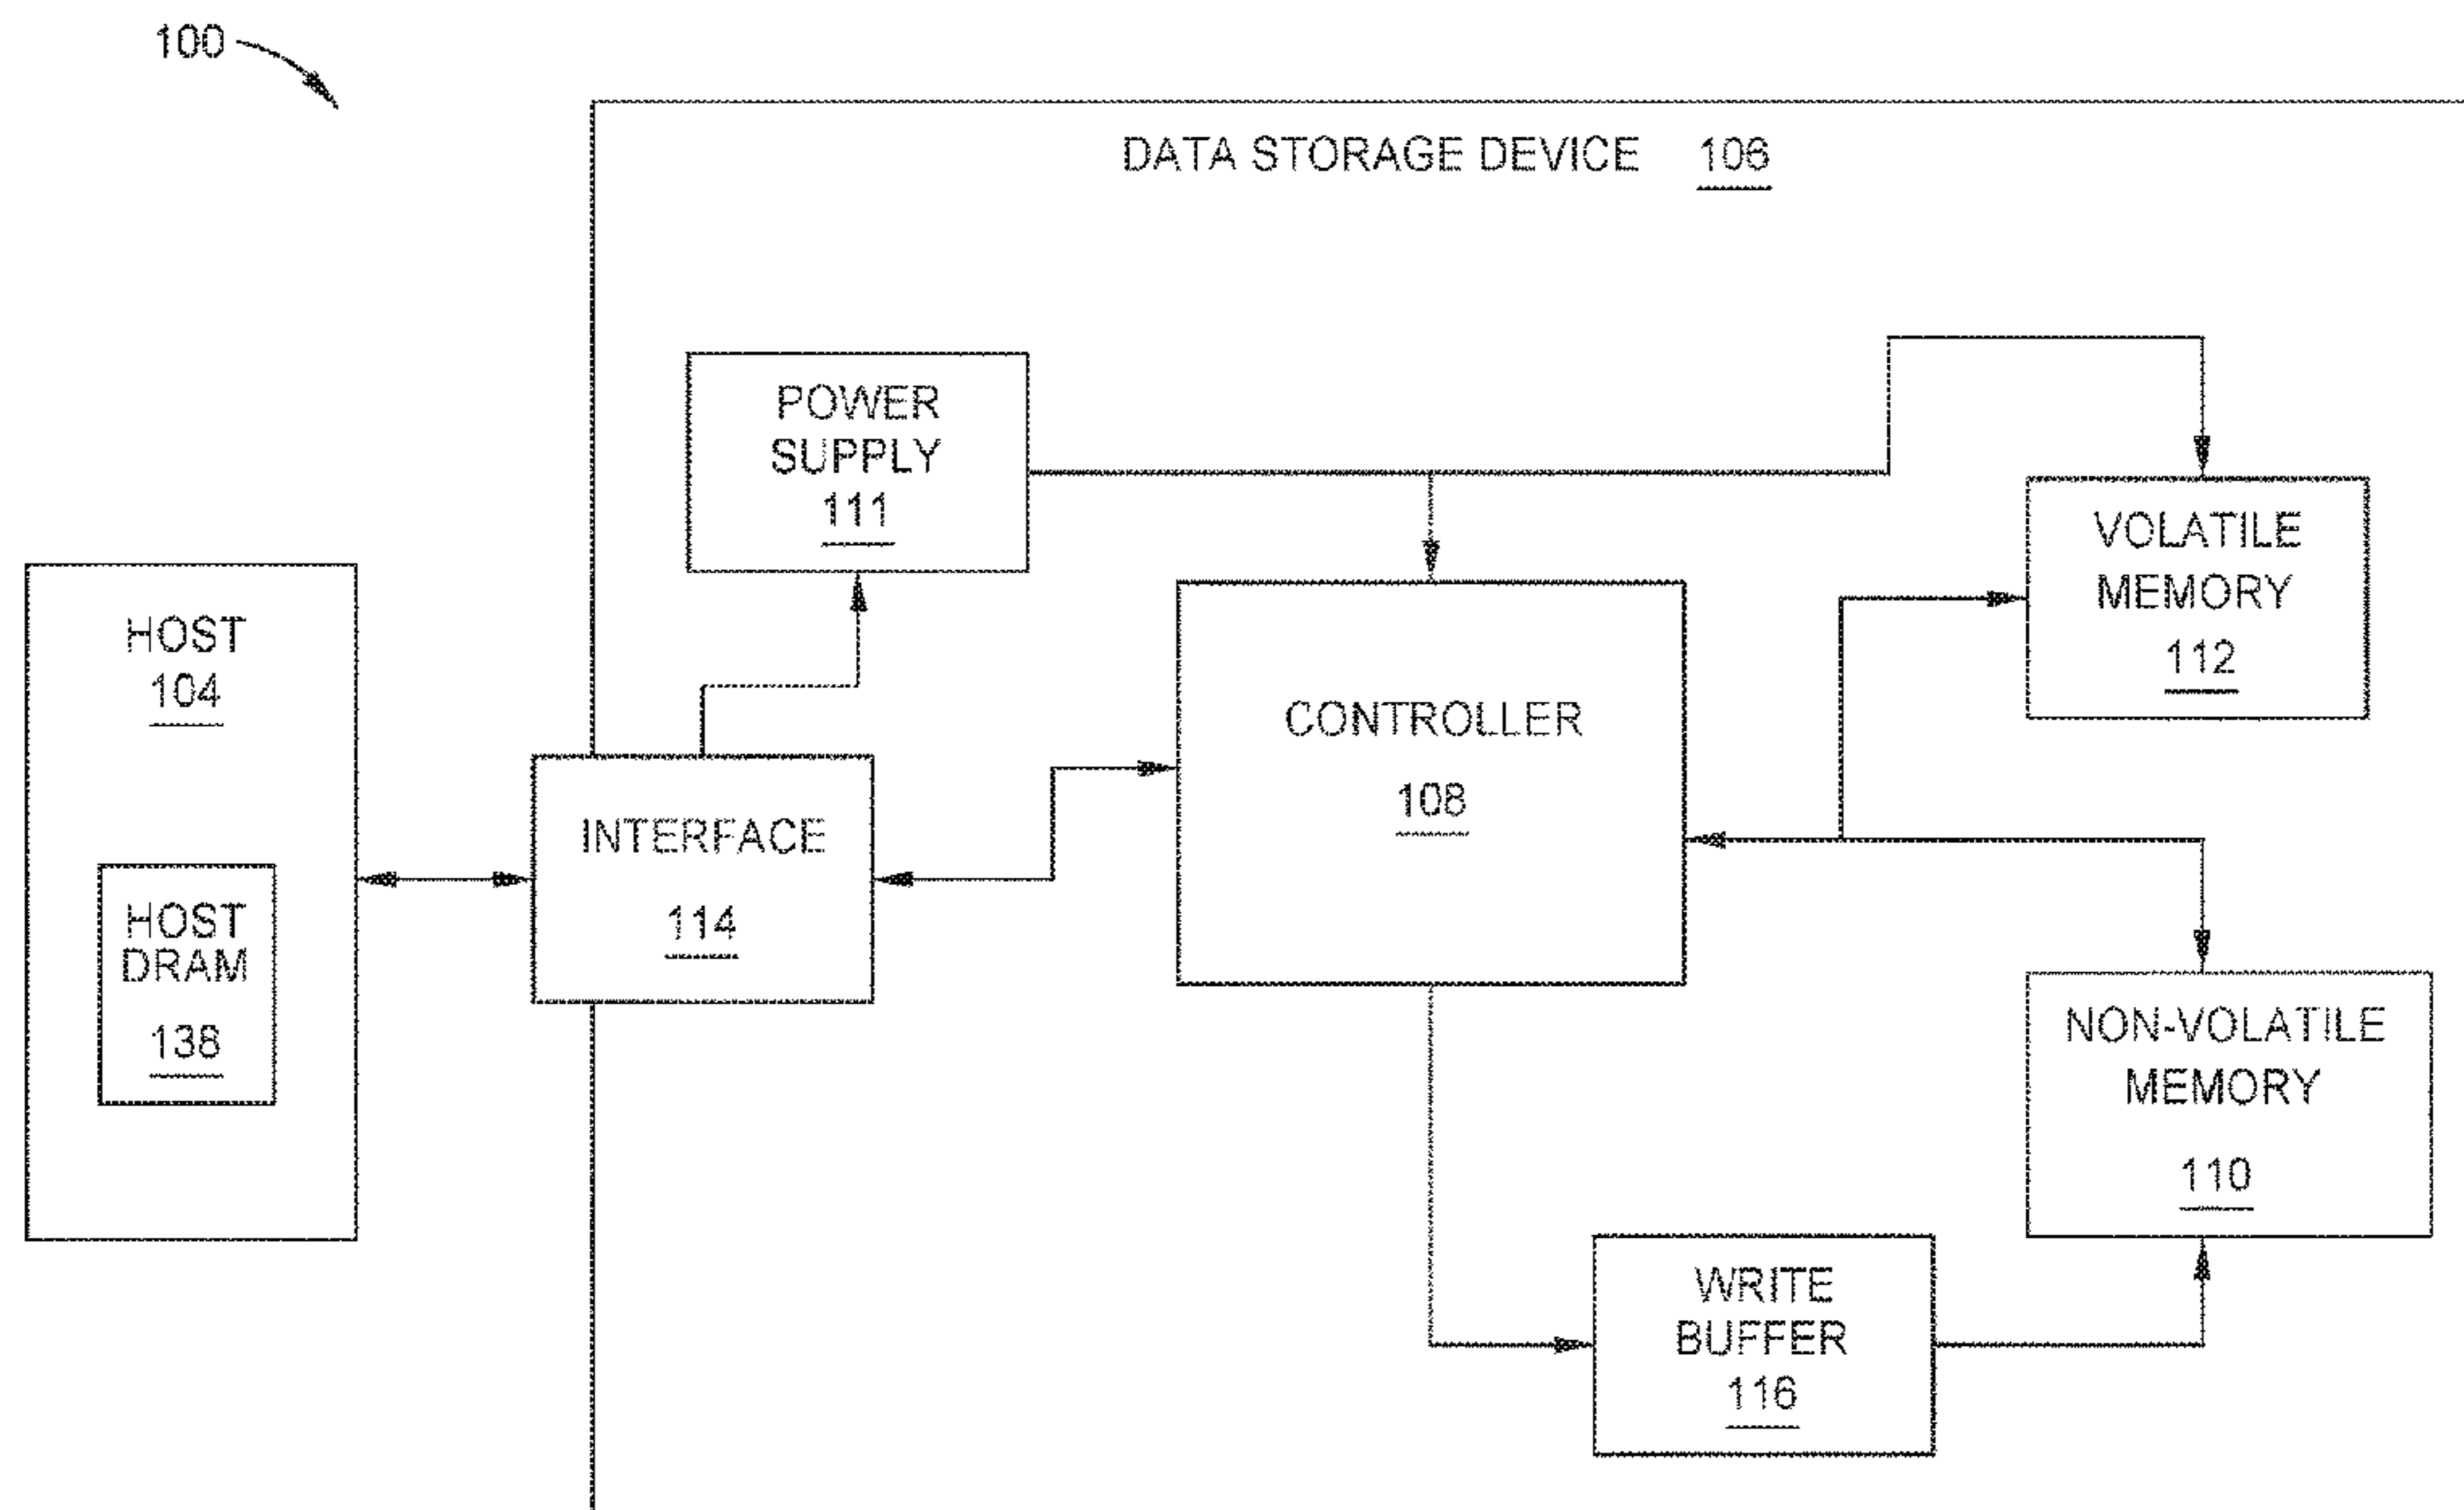 100
DATA STORAGE DEVICE 106
POWER
SUPPLY
111
VOLATILE
MEMORY
112
HOST
104
CONTROLLER
108
INTERFACE
114
HOST
DRAM
138
NON-VOLATILE
MEMORY
110
WRITE
BUFFER
116